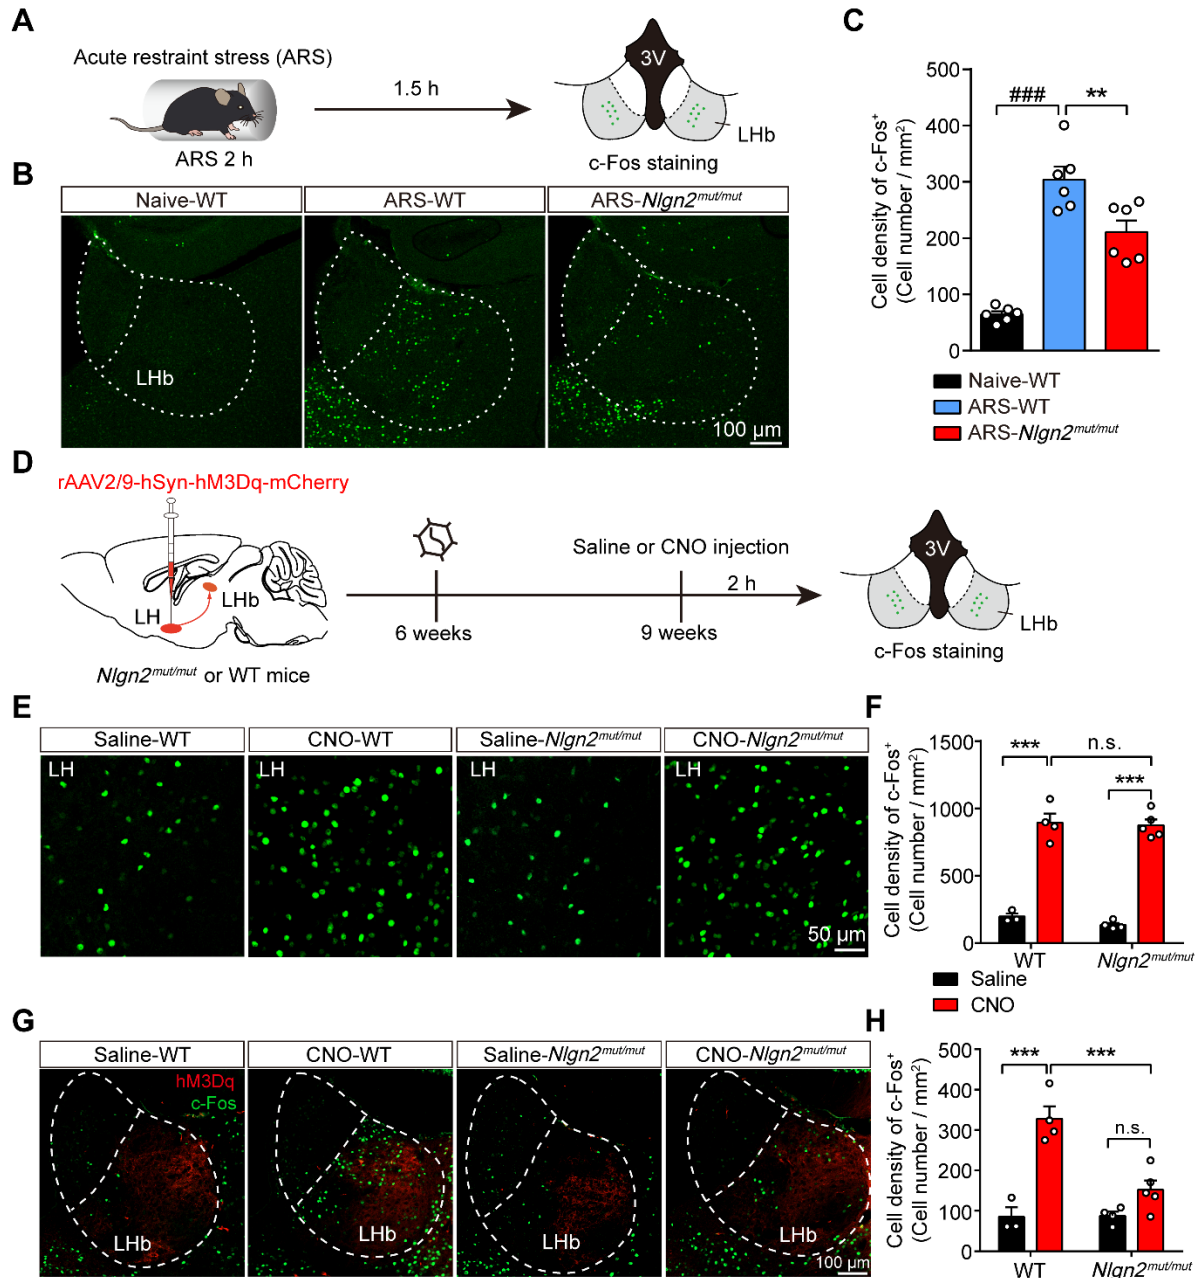 A
Acute restraint stress (ARS)
ARS 2 h
1.5 h
3V
LHb
c-Fos staining
B
Naive-WT
ARS-WT
ARS-Nlgn2mut/mut
LHb
100 µm
C
Cell density of c-Fos+
(Cell number / mm2)
500
400
300
200
100
0
###
**
Naive-WT
ARS-WT
ARS-Nlgn2mut/mut
D
rAAV2/9-hSyn-hM3Dq-mCherry
LH
LHb
Nlgn2mut/mut or WT mice
6 weeks
Saline or CNO injection
9 weeks
2 h
3V
LHb
c-Fos staining
E
Saline-WT
CNO-WT
Saline-Nlgn2mut/mut
CNO-Nlgn2mut/mut
LH
LH
LH
LH
50 µm
F
Cell density of c-Fos+
(Cell number / mm2)
1500
1000
500
0
***
n.s.
***
WT
Nlgn2mut/mut
Saline
CNO
G
Saline-WT
CNO-WT
Saline-Nlgn2mut/mut
CNO-Nlgn2mut/mut
hM3Dq
c-Fos
LHb
LHb
LHb
LHb
100 µm
H
Cell density of c-Fos+
(Cell number / mm2)
500
400
300
200
100
0
***
***
n.s.
WT
Nlgn2mut/mut